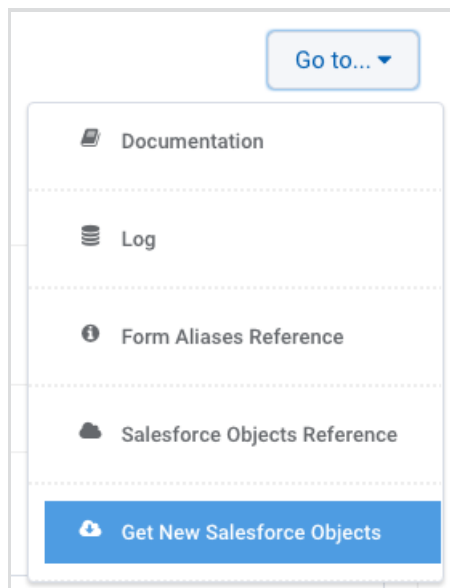 Go to...
Documentation
Log
Form Aliases Reference
Salesforce Objects Reference
Get New Salesforce Objects